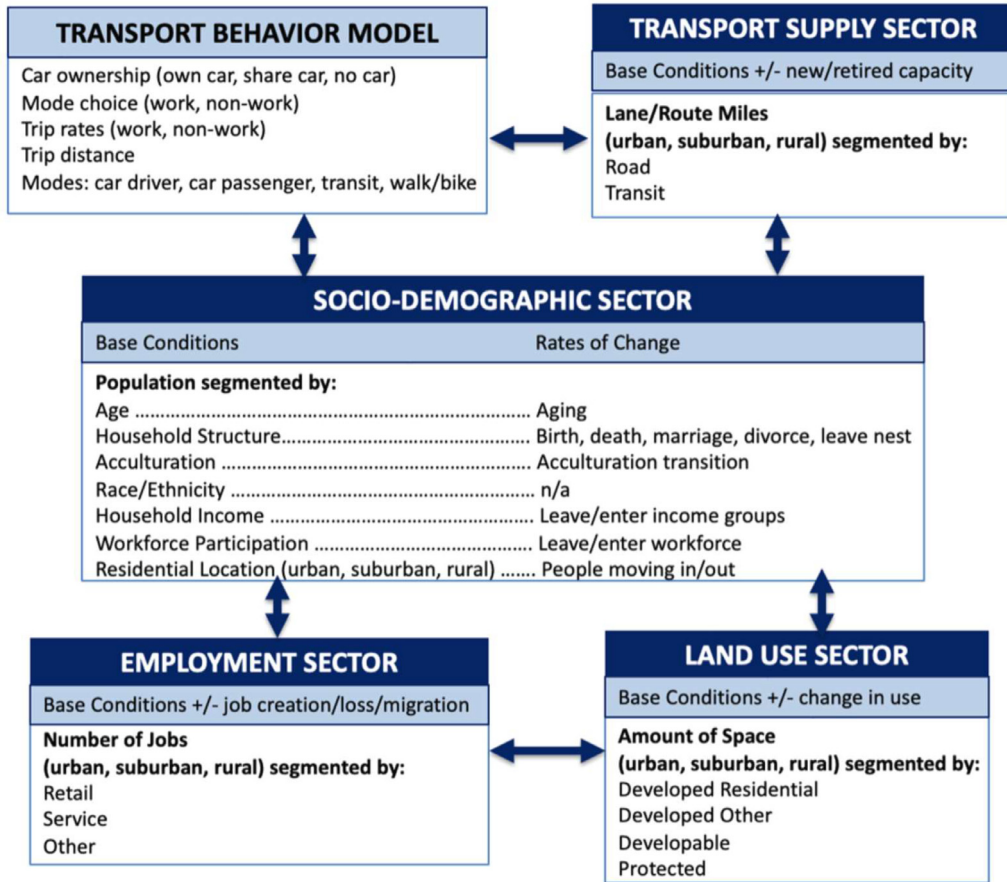 TRANSPORT BEHAVIOR MODEL
Car ownership (own car, share car, no car)
Mode choice (work, non-work)
Trip rates (work, non-work)
Trip distance
Modes: car driver, car passenger, transit, walk/bike
TRANSPORT SUPPLY SECTOR
Base Conditions +/- new/retired capacity
Lane/Route Miles
(urban, suburban, rural) segmented by:
Road
Transit
SOCIO-DEMOGRAPHIC SECTOR
Base Conditions Rates of Change
Population segmented by:
Age ............................................................................ Aging
Household Structure................................................ Birth, death, marriage, divorce, leave nest
Acculturation ........................................................... Acculturation transition
Race/Ethnicity .......................................................... n/a
Household Income ................................................... Leave/enter income groups
Workforce Participation .......................................... Leave/enter workforce
Residential Location (urban, suburban, rural) ....... People moving in/out
EMPLOYMENT SECTOR
Base Conditions +/- job creation/loss/migration
Number of Jobs
(urban, suburban, rural) segmented by:
Retail
Service
Other
LAND USE SECTOR
Base Conditions +/- change in use
Amount of Space
(urban, suburban, rural) segmented by:
Developed Residential
Developed Other
Developable
Protected